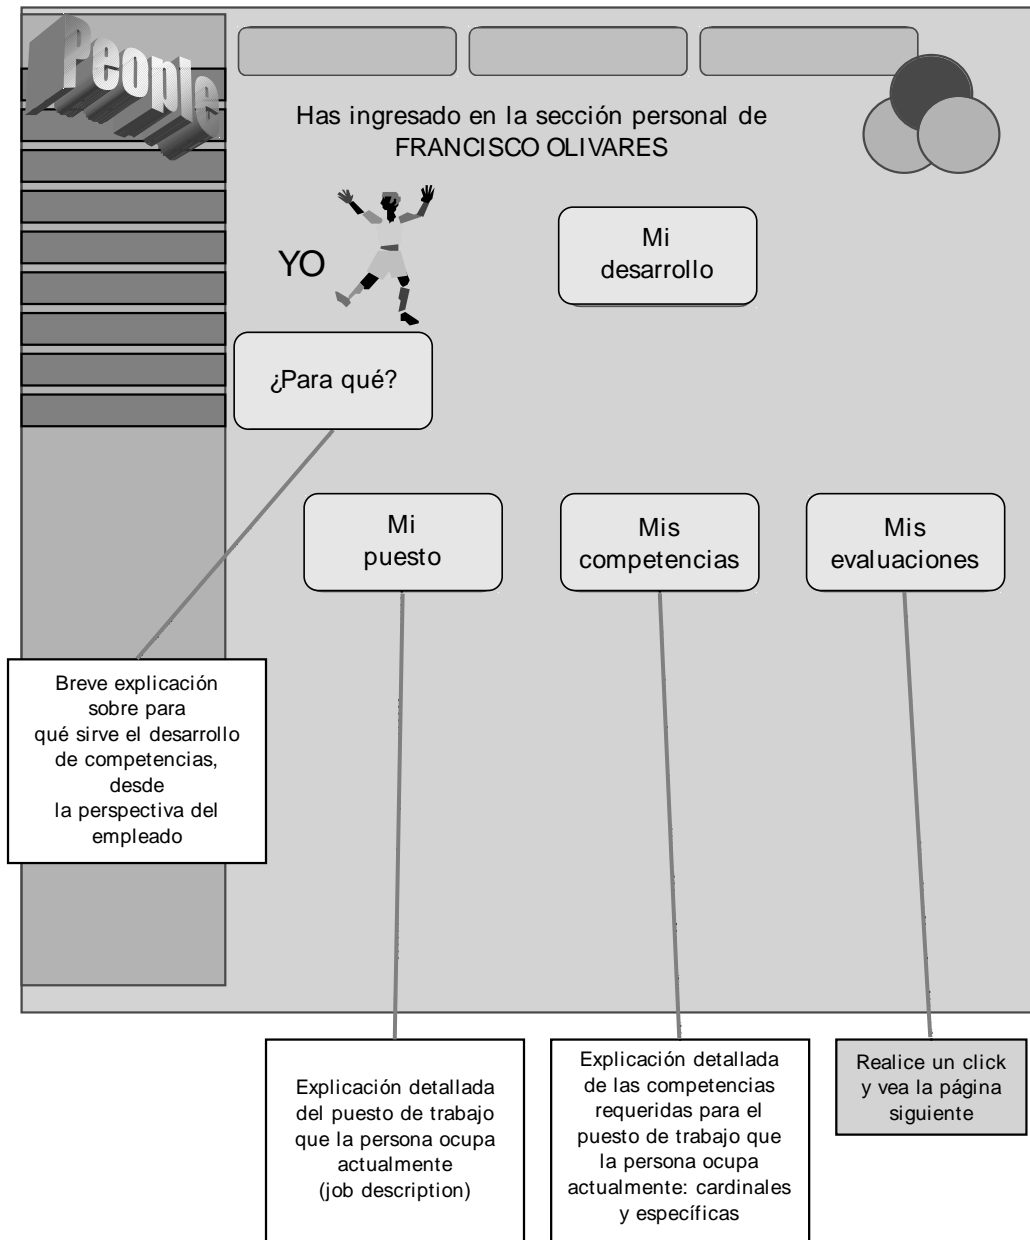 People
Has ingresado en la sección personal de
FRANCISCO OLIVARES
YO
Mi
desarrollo
¿Para qué?
Mi
puesto
Mis
competencias
Mis
evaluaciones
Breve explicación
sobre para
qué sirve el desarrollo
de competencias,
desde
la perspectiva del
empleado
Explicación detallada
del puesto de trabajo
que la persona ocupa
actualmente
(job description)
Explicación detallada
de las competencias
requeridas para el
puesto de trabajo que
la persona ocupa
actualmente: cardinales
y específicas
Realice un click
y vea la página
siguiente